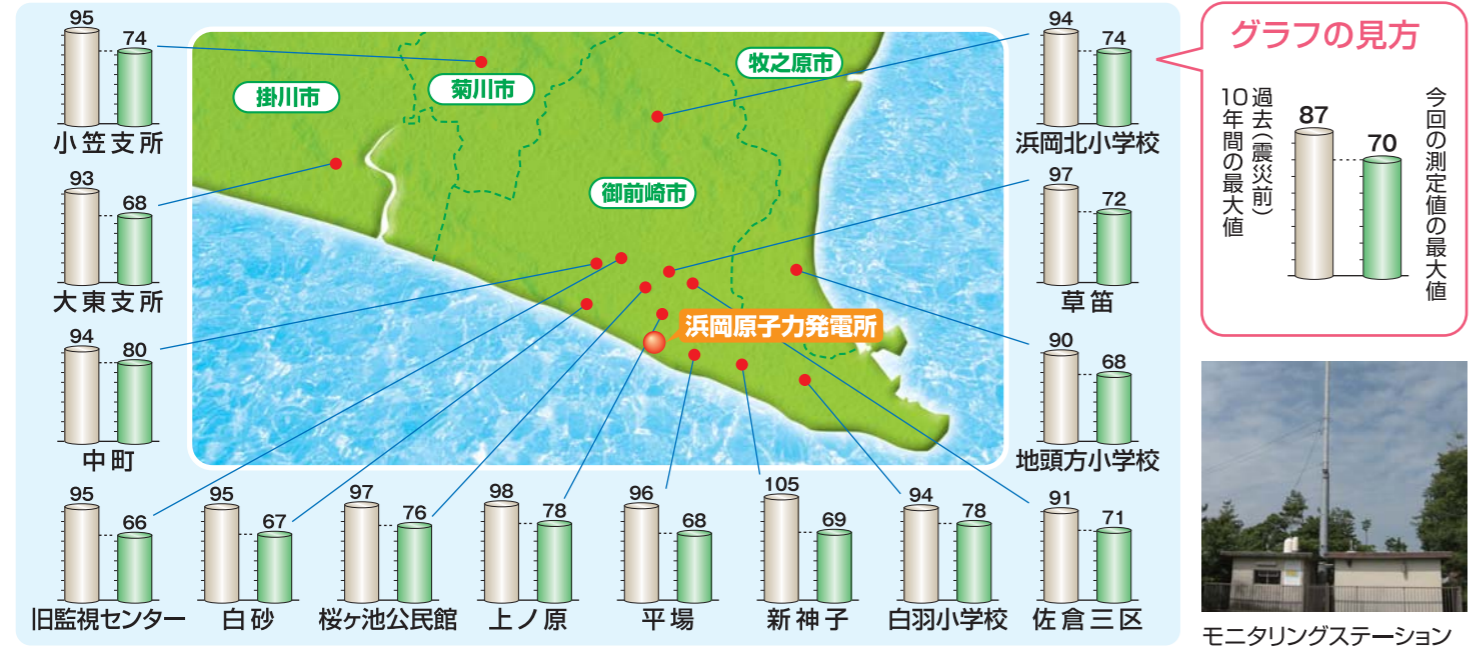 95
74
小笠支所
93
68
大東支所
94
80
中町
掛川市
菊川市
牧之原市
御前崎市
浜岡原子力発電所
94
74
浜岡北小学校
97
72
草笛
90
68
地頭方小学校
95
66
旧監視センター
95
67
白砂
97
76
桜ヶ池公民館
98
78
上ノ原
96
68
平場
105
69
新神子
94
78
白羽小学校
91
71
佐倉三区
グラフの見方
過去(震災前)
10年間の最大値
87
70
今回の測定値の最大値
モニタリングステーション